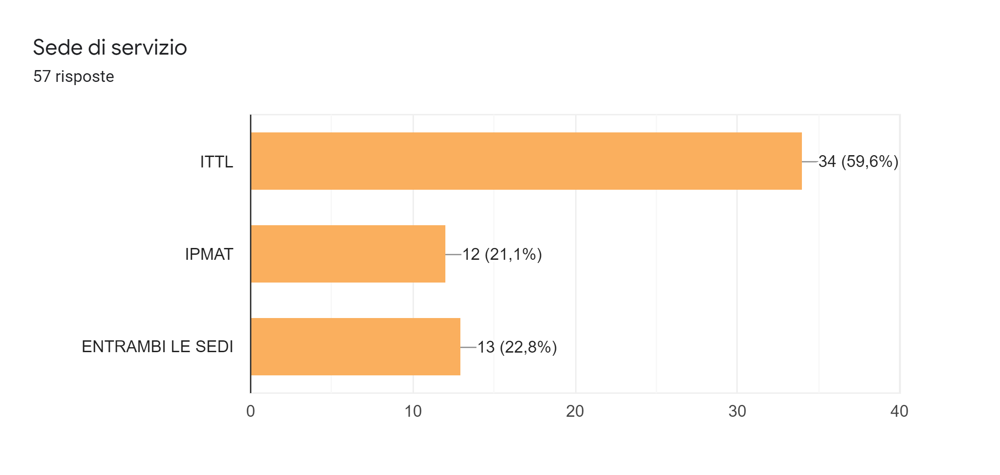 Sede di servizio
57 risposte
ITTL
34 (59,6%)
IPMAT
12 (21,1%)
ENTRAMBI LE SEDI
13 (22,8%)
0 10 20 30 40